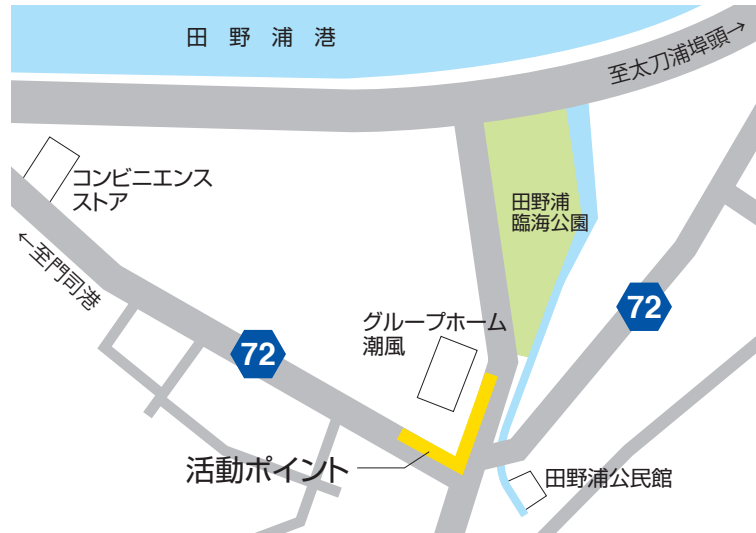 田野浦港
至太刀浦埠頭→
コンビニエンス
ストア
田野浦
臨海公園
←至門司港
72
グループホーム
潮風
72
活動ポイント
田野浦公民館